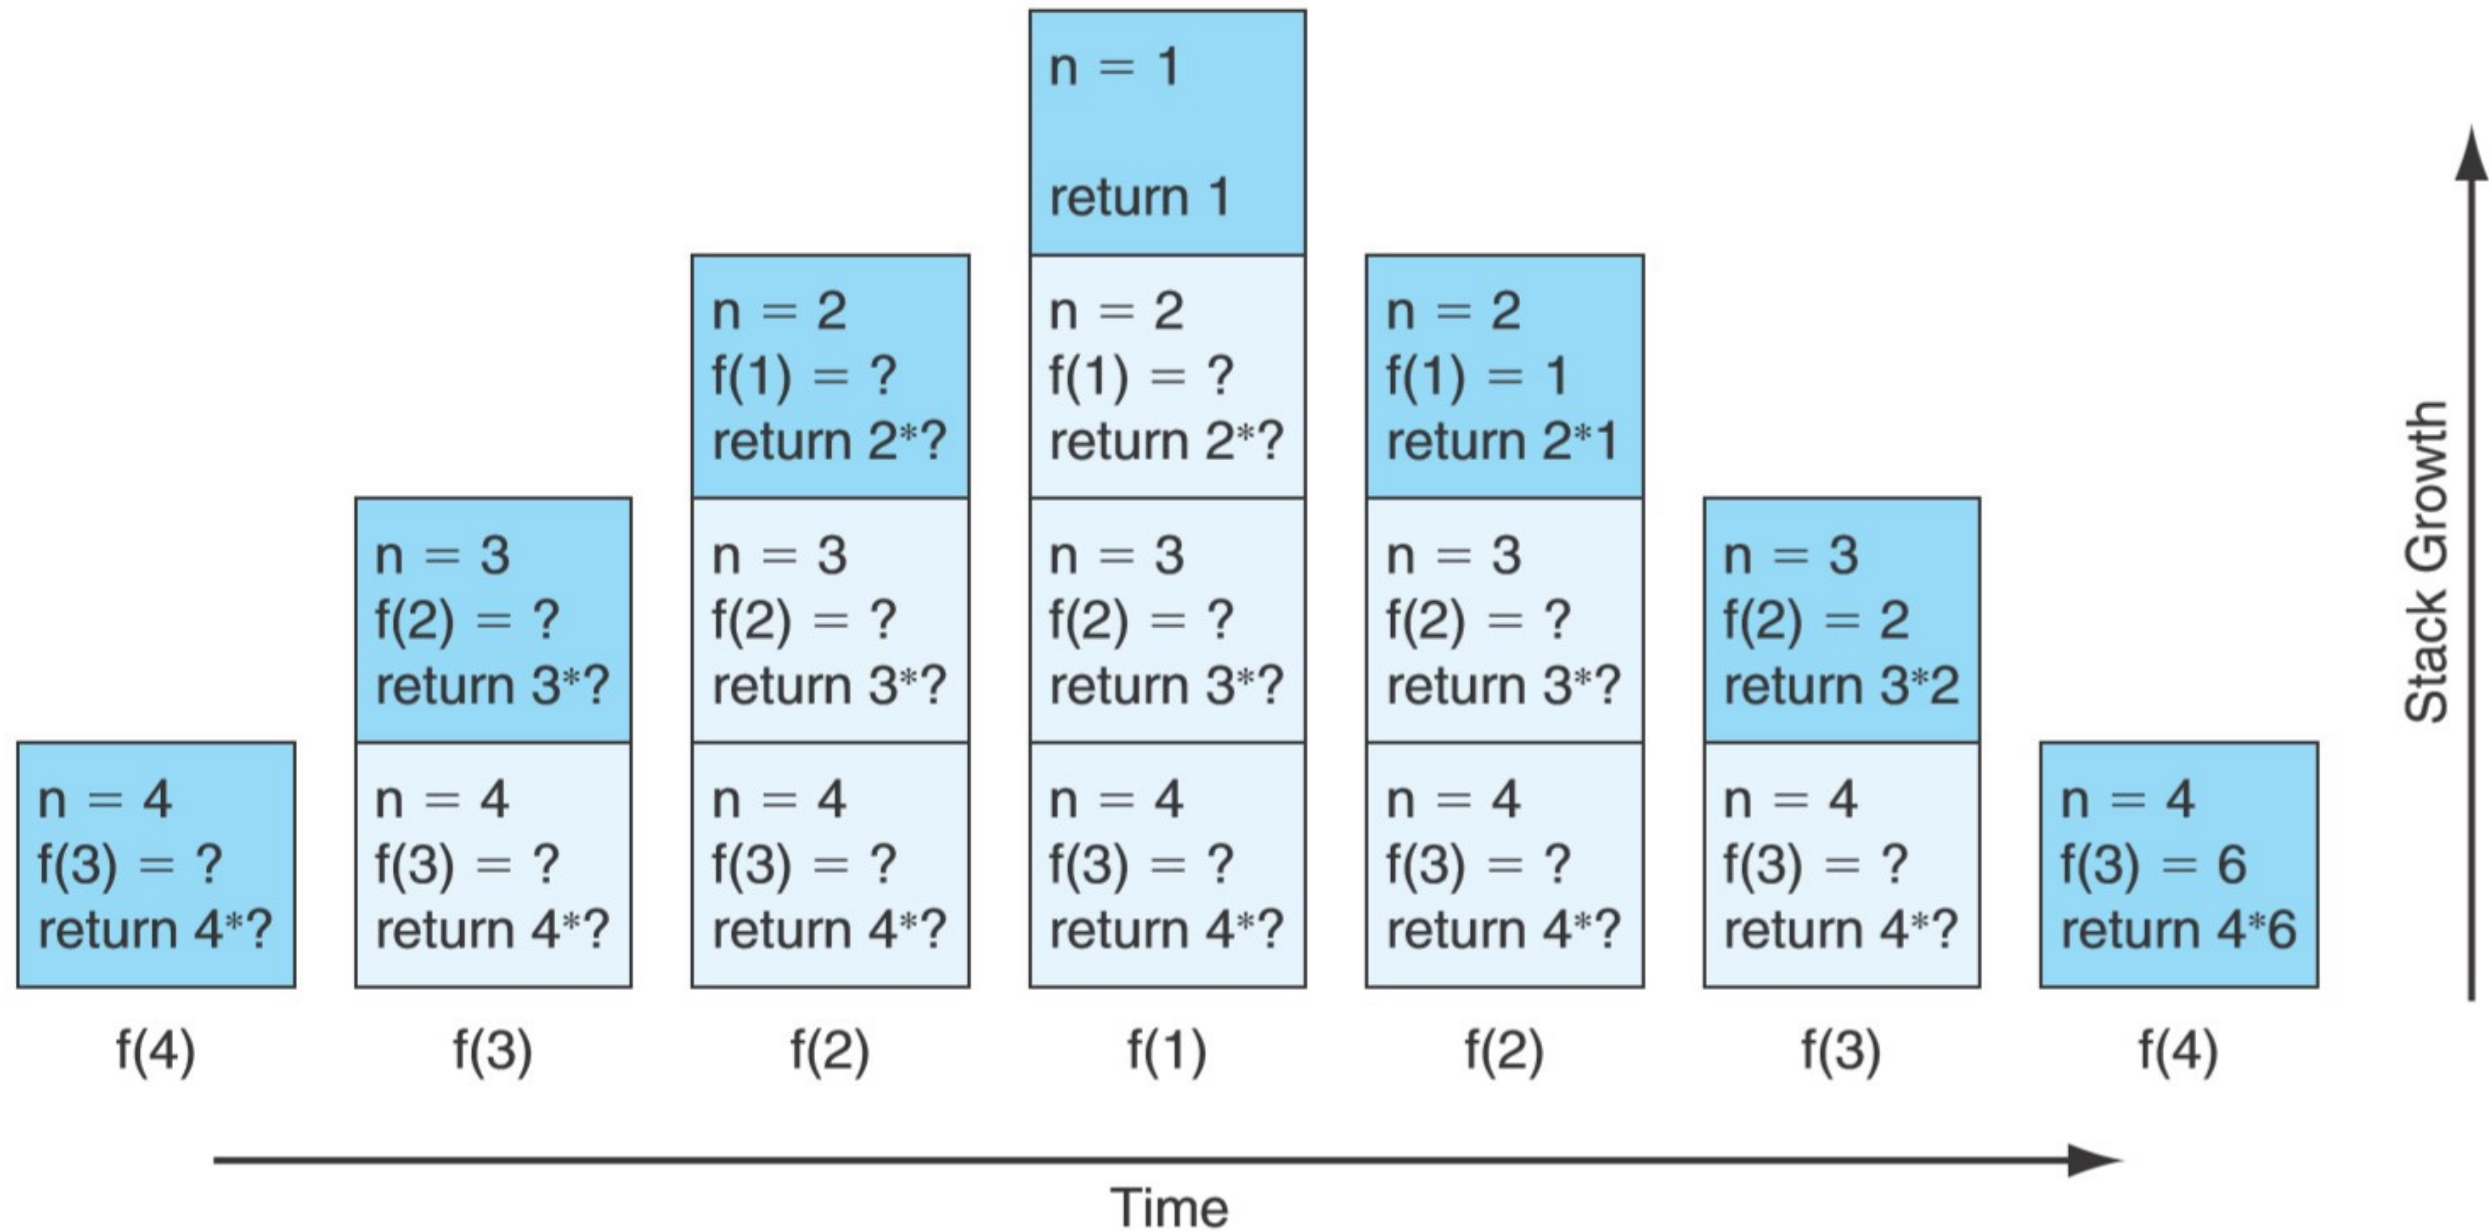 n = 4
f(3) = ?
return 4*?
f(4)
n = 3
f(2) = ?
return 3*?
n = 4
f(3) = ?
return 4*?
f(3)
n = 2
f(1) = ?
return 2*?
n = 3
f(2) = ?
return 3*?
n = 4
f(3) = ?
return 4*?
f(2)
n = 1
return 1
n = 2
f(1) = ?
return 2*?
n = 3
f(2) = ?
return 3*?
n = 4
f(3) = ?
return 4*?
f(1)
n = 2
f(1) = 1
return 2*1
n = 3
f(2) = ?
return 3*?
n = 4
f(3) = ?
return 4*?
f(2)
n = 3
f(2) = 2
return 3*2
n = 4
f(3) = ?
return 4*?
f(3)
n = 4
f(3) = 6
return 4*6
f(4)
Stack Growth
Time